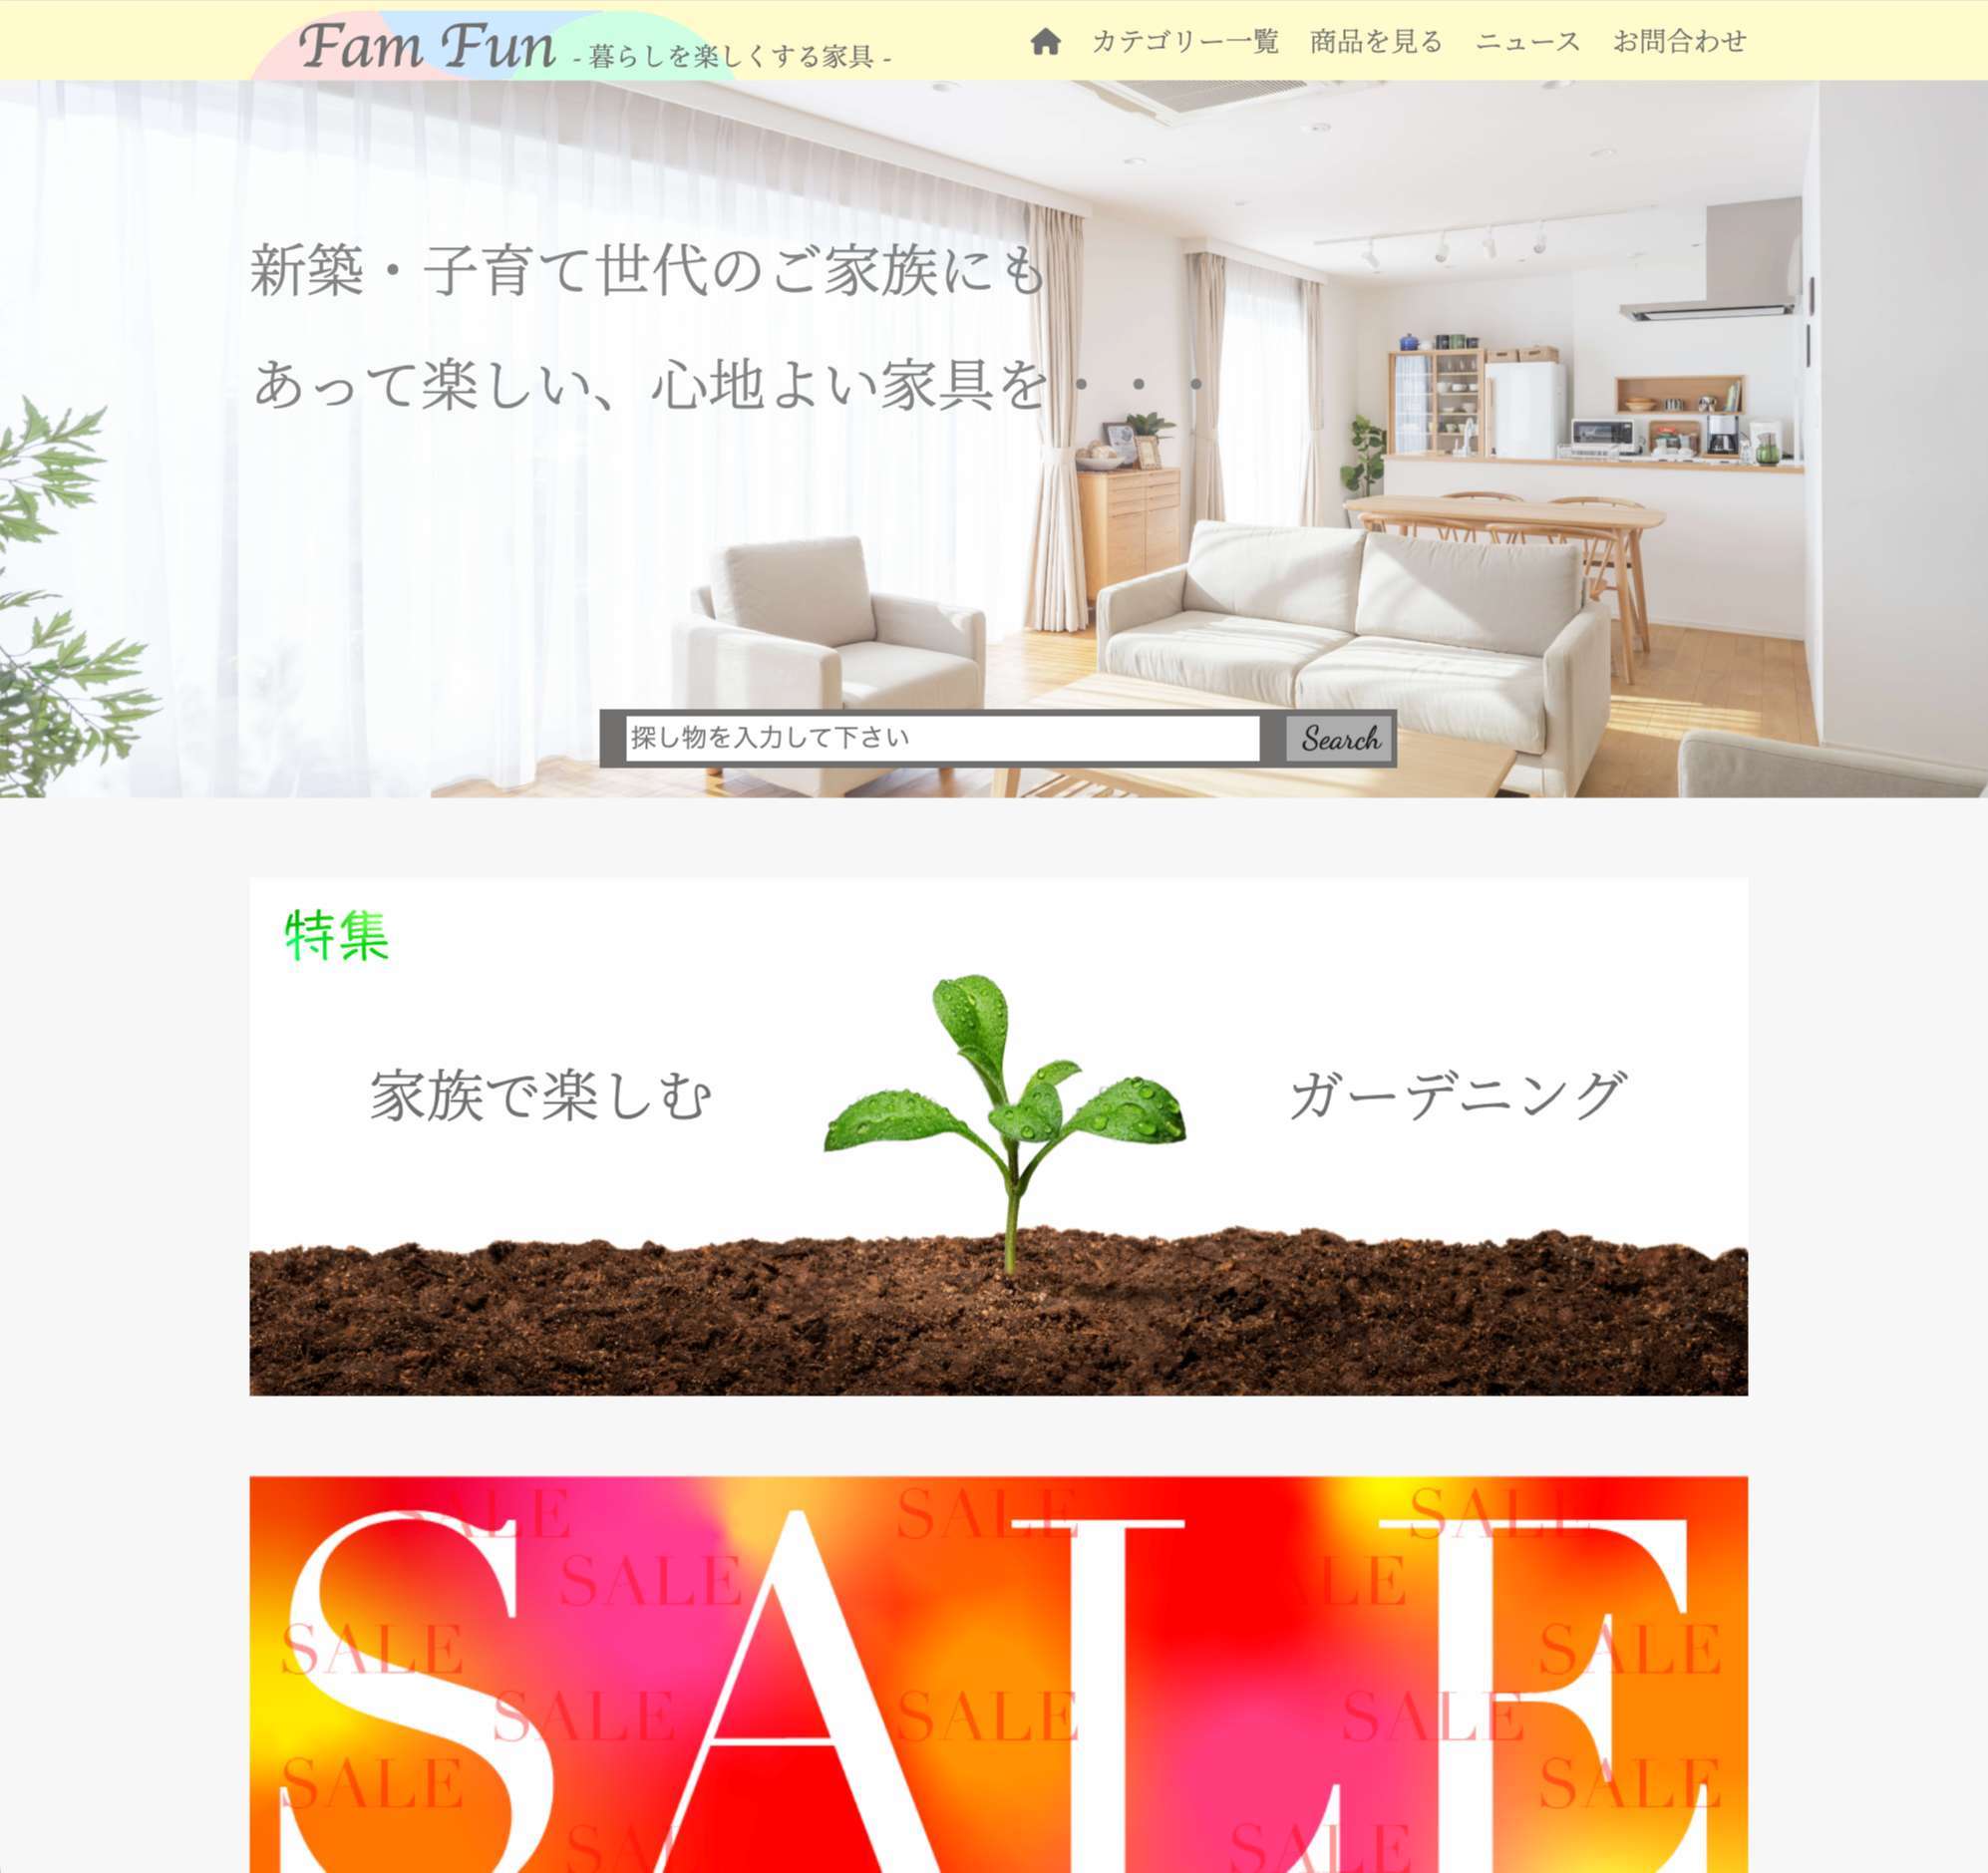 Fam Fun - 暮らしを楽しくする家具 -
カテゴリー一覧 商品を見る ニュース お問合わせ
新築・子育て世代のご家族にも
あって楽しい、心地よい家具を・・・
探し物を入力して下さい Search
特集
家族で楽しむ ガーデニング
SALE
SALE SALE SALE
SALE SALE
SALE SALE
SALE SALE SALE
SALE SALE
SALE SALE